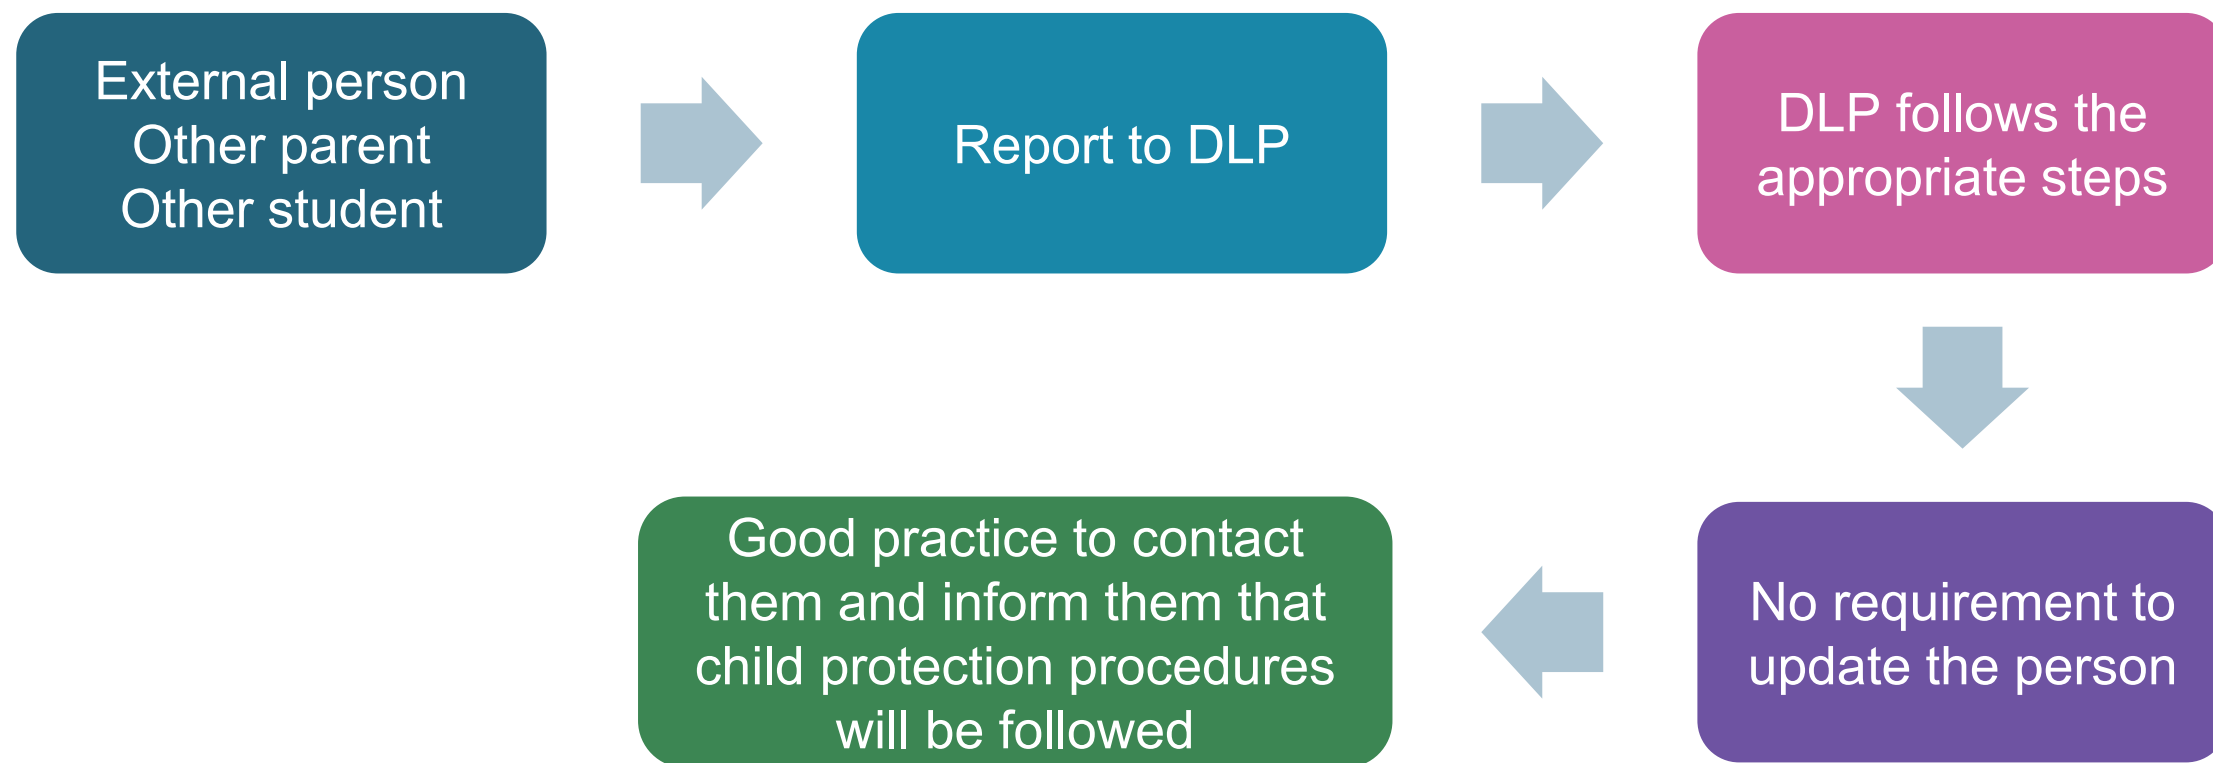 External person
Other parent
Other student
Report to DLP
DLP follows the
appropriate steps
No requirement to
update the person
Good practice to contact
them and inform them that
child protection procedures
will be followed